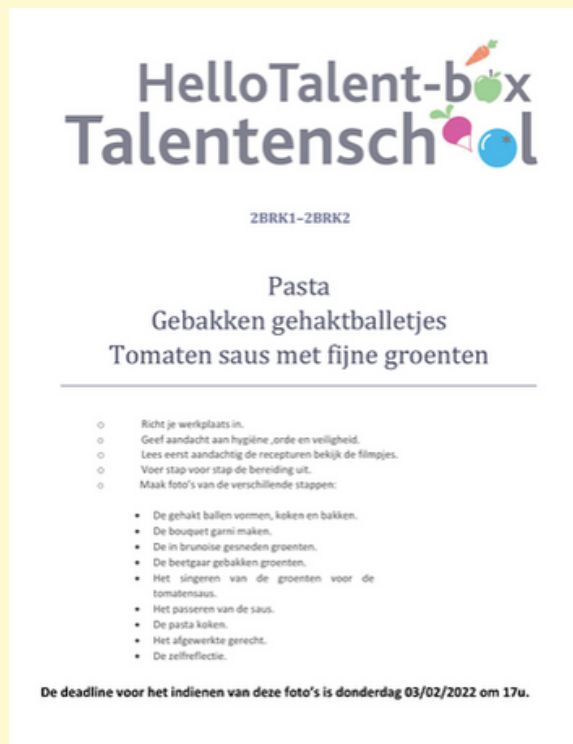 HelloTalent-box
Talentenschool
2BRK1–2BRK2
Pasta
Gebakken gehaktballetjes
Tomaten saus met fijne groenten
o Richt je werkplaats in.
o Geef aandacht aan hygiëne ,orde en veiligheid.
o Lees eerst aandachtig de recepturen bekijk de filmpjes.
o Voer stap voor stap de bereiding uit.
o Maak foto's van de verschillende stappen:
• De gehakt ballen vormen, koken en bakken.
• De bouquet garni maken.
• De in brunoise gesneden groenten.
• De beetgaar gebakken groenten.
• Het singeren van de groenten voor de
tomatensaus.
• Het passeren van de saus.
• De pasta koken.
• Het afgewerkte gerecht.
• De zelfreflectie.
De deadline voor het indienen van deze foto's is donderdag 03/02/2022 om 17u.